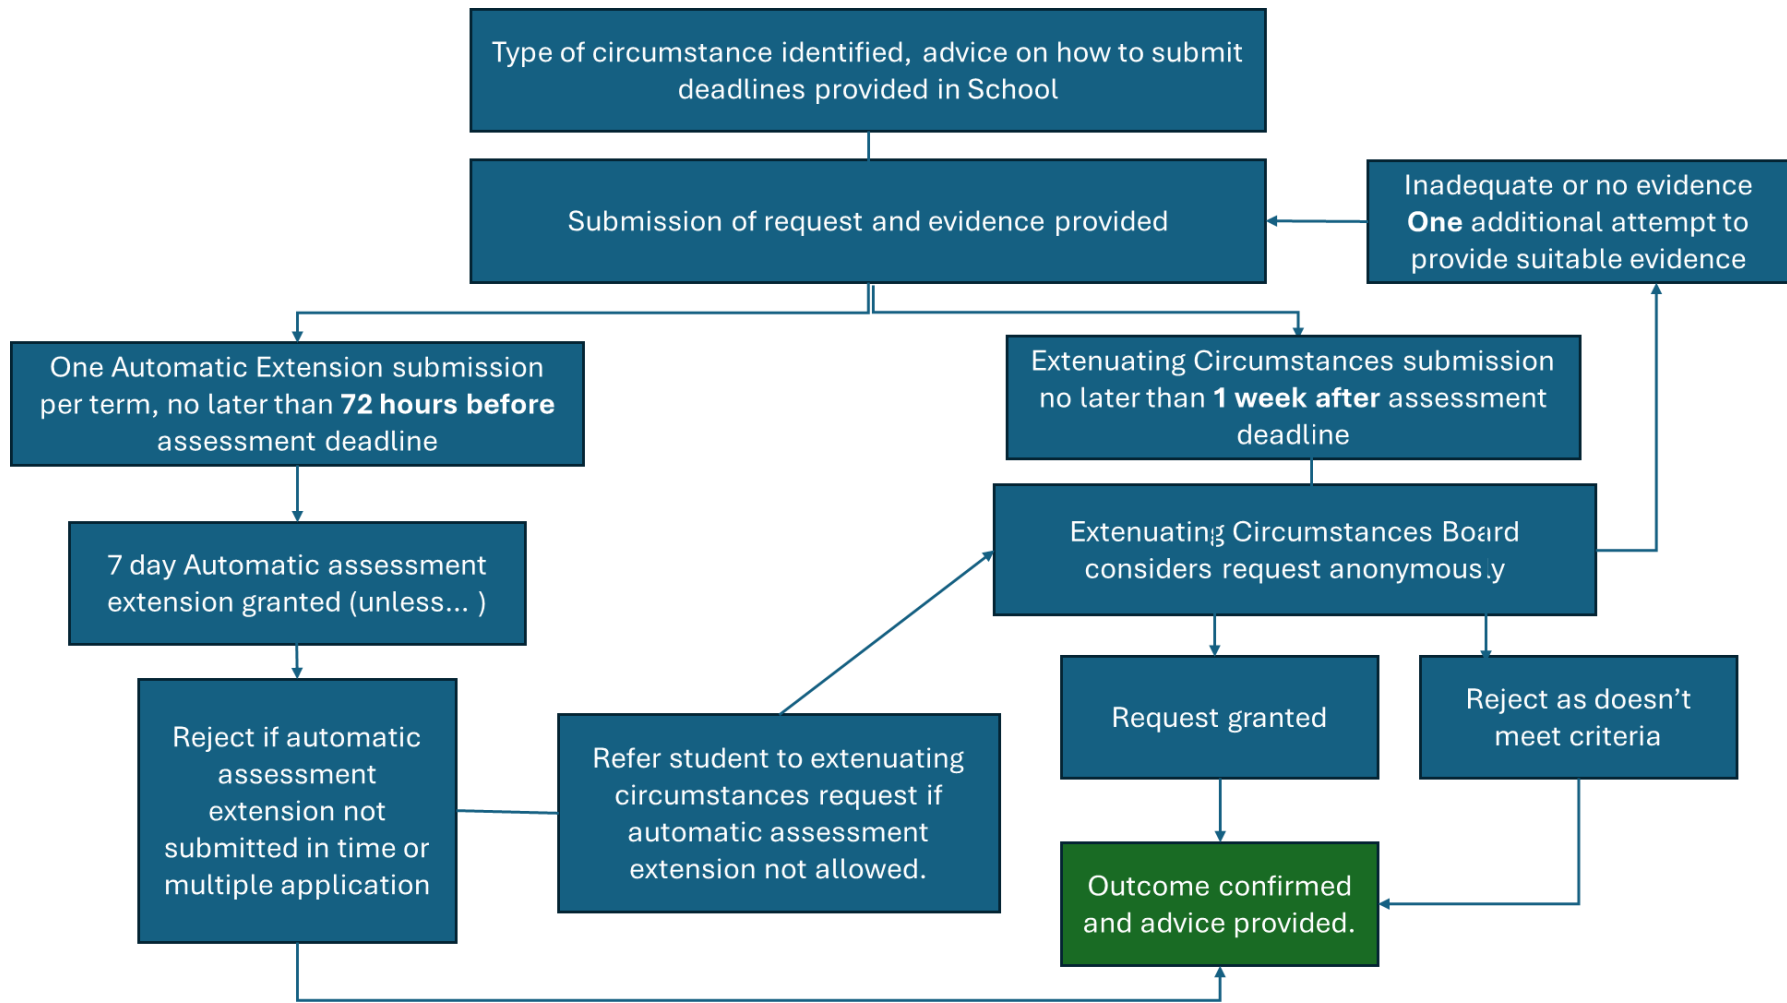 Type of circumstance identified, advice on how to submit
deadlines provided in School
Submission of request and evidence provided
Inadequate or no evidence
One additional attempt to
provide suitable evidence
One Automatic Extension submission
per term, no later than 72 hours before
assessment deadline
Extenuating Circumstances submission
no later than 1 week after assessment
deadline
7 day Automatic assessment
extension granted (unless... )
Extenuating Circumstances Board
considers request anonymously
Reject if automatic
assessment
extension not
submitted in time or
multiple application
Refer student to extenuating
circumstances request if
automatic assessment
extension not allowed.
Request granted
Reject as doesn’t
meet criteria
Outcome confirmed
and advice provided.